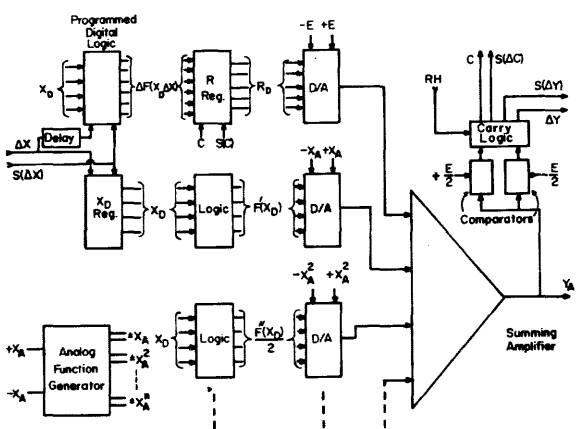 Programmed
Digital
Logic
X_D
ΔF(X_D ΔX)
R
Reg.
R_D
-E +E
D/A
C S(C)
Delay
ΔX
S(ΔX)
X_D
Reg.
X_D
Logic
F'(X_D)
-X_A +X_A
D/A
C
S(ΔC)
S(ΔY)
ΔY
RH
Carry
Logic
+ E/2
- E/2
Comparators
-X_A^2 +X_A^2
X_D
Logic
F''(X_D)/2
D/A
Y_A
Summing
Amplifier
+X_A
-X_A
Analog
Function
Generator
±X_A
±X_A^2
±X_A^n